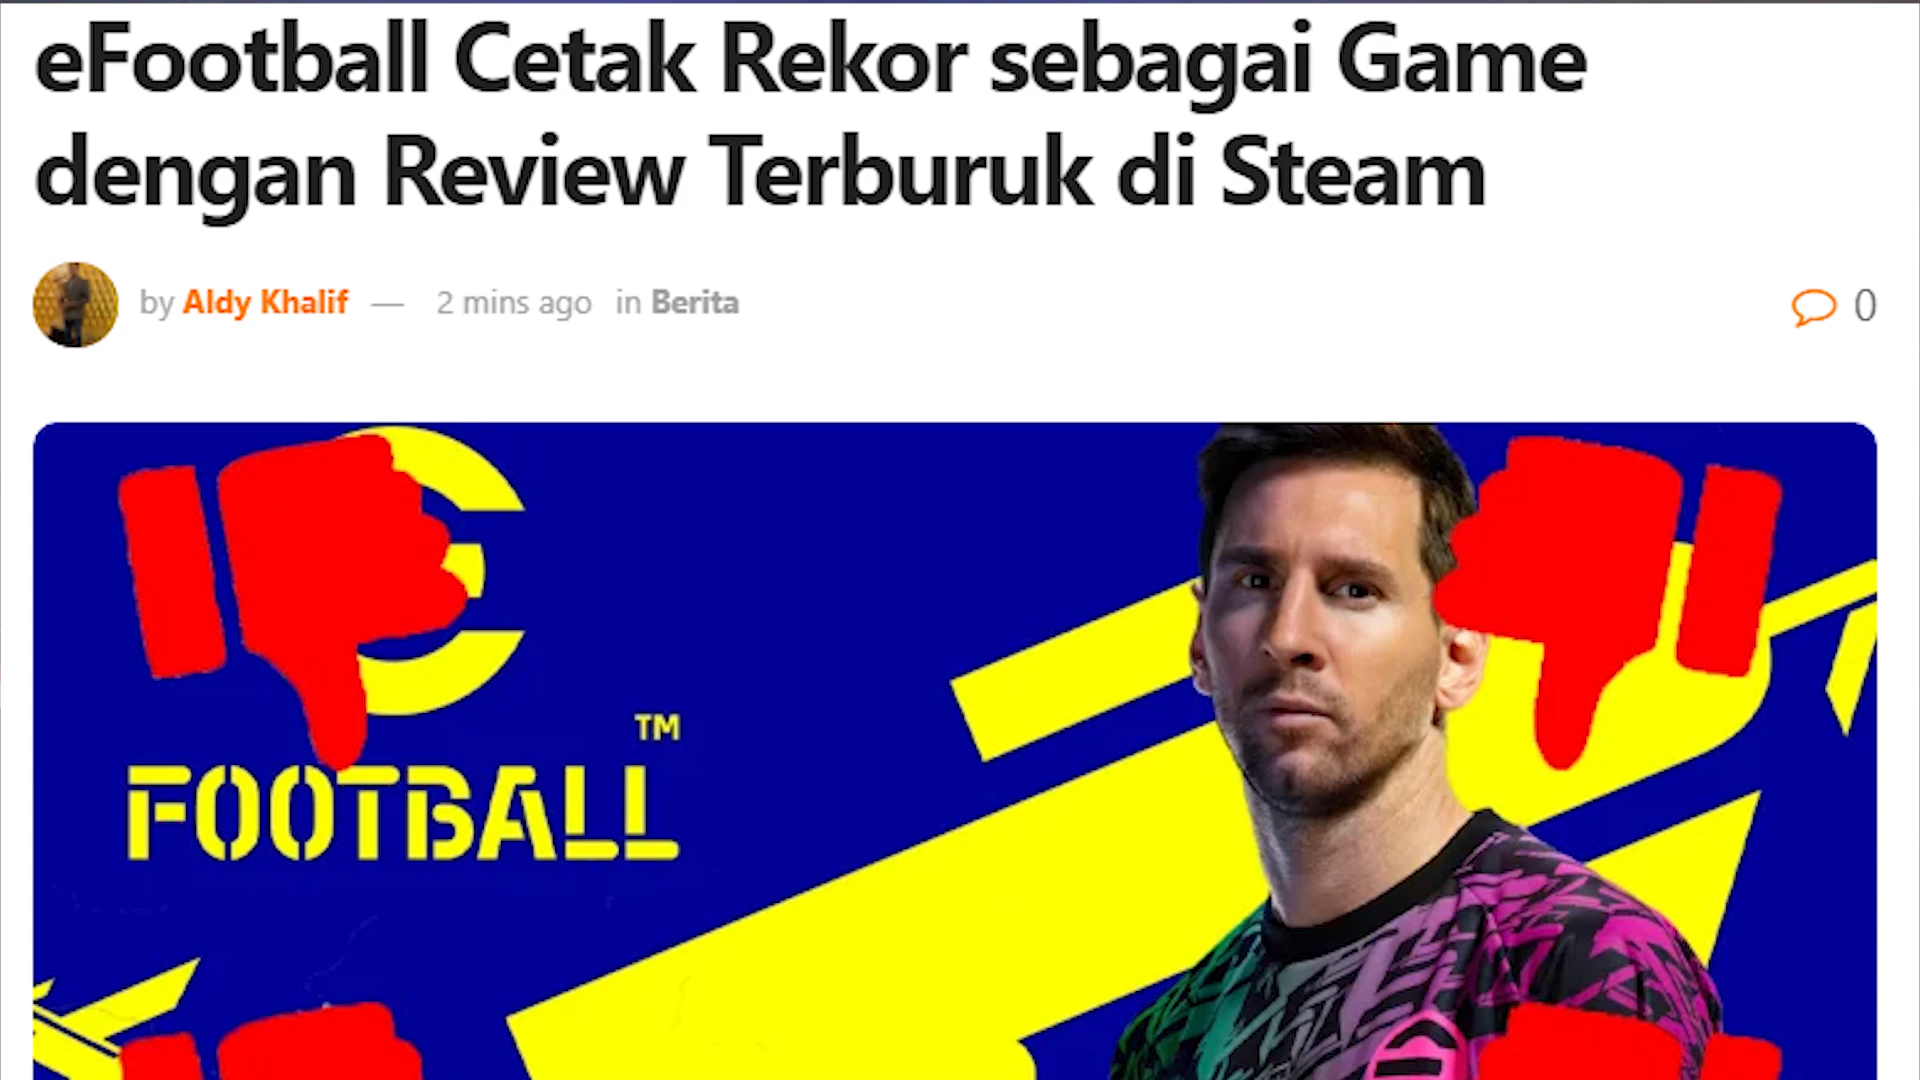 eFootball Cetak Rekor sebagai Game
dengan Review Terburuk di Steam
by Aldy Khalif — 2 mins ago in Berita
0
TM
FOOTBALL